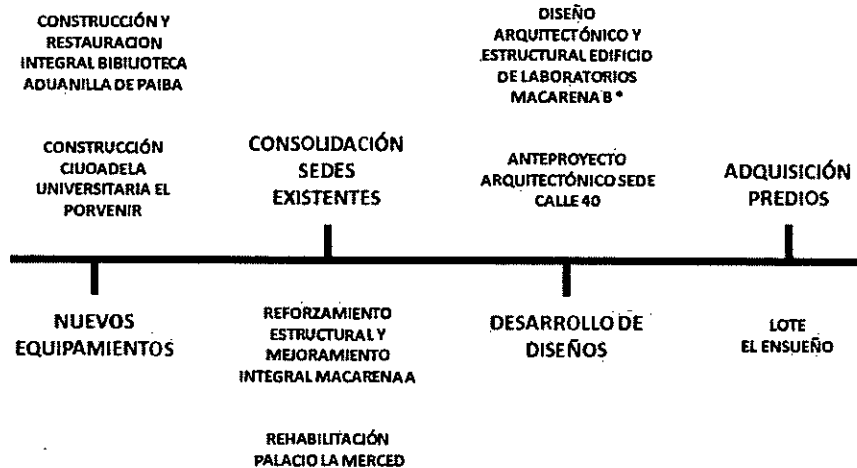 CONSTRUCCIÓN Y
RESTAURACION
INTEGRAL BIBILIOTECA
ADUANILLA DE PAIBA
CONSTRUCCIÓN
CIUOADELA
UNIVERSITARIA EL
PORVENIR
NUEVOS
EQUIPAMIENTOS
CONSOLIDACIÓN
SEDES
EXISTENTES
REFORZAMIENTO
ESTRUCTURAL Y
MEJORAMIENTO
INTEGRAL MACARENA A
REHABILITACIÓN
PALACIO LA MERCED
DISEÑO
ARQUITECTÓNICO Y
ESTRUCTURAL EDIFICIO
DE LABORATORIOS
MACARENA B *
ANTEPROYECTO
ARQUITECTÓNICO SEDE
CALLE 40
DESARROLLO DE
DISEÑOS
ADQUISICIÓN
PREDIOS
LOTE
EL ENSUEÑO